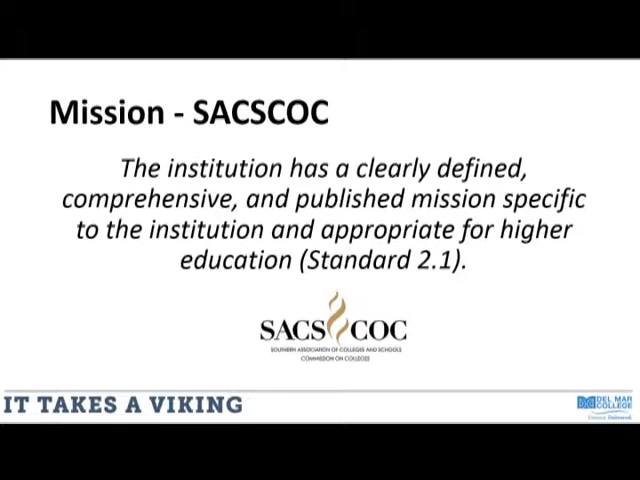 Mission - SACSCOC
The institution has a clearly defined,
comprehensive, and published mission specific
to the institution and appropriate for higher
education (Standard 2.1).
SACS COC
SOUTHERN ASSOCIATION OF COLLEGES AND SCHOOLS
COMMISSION ON COLLEGES
IT TAKES A VIKING
DEL MAR
COLLEGE